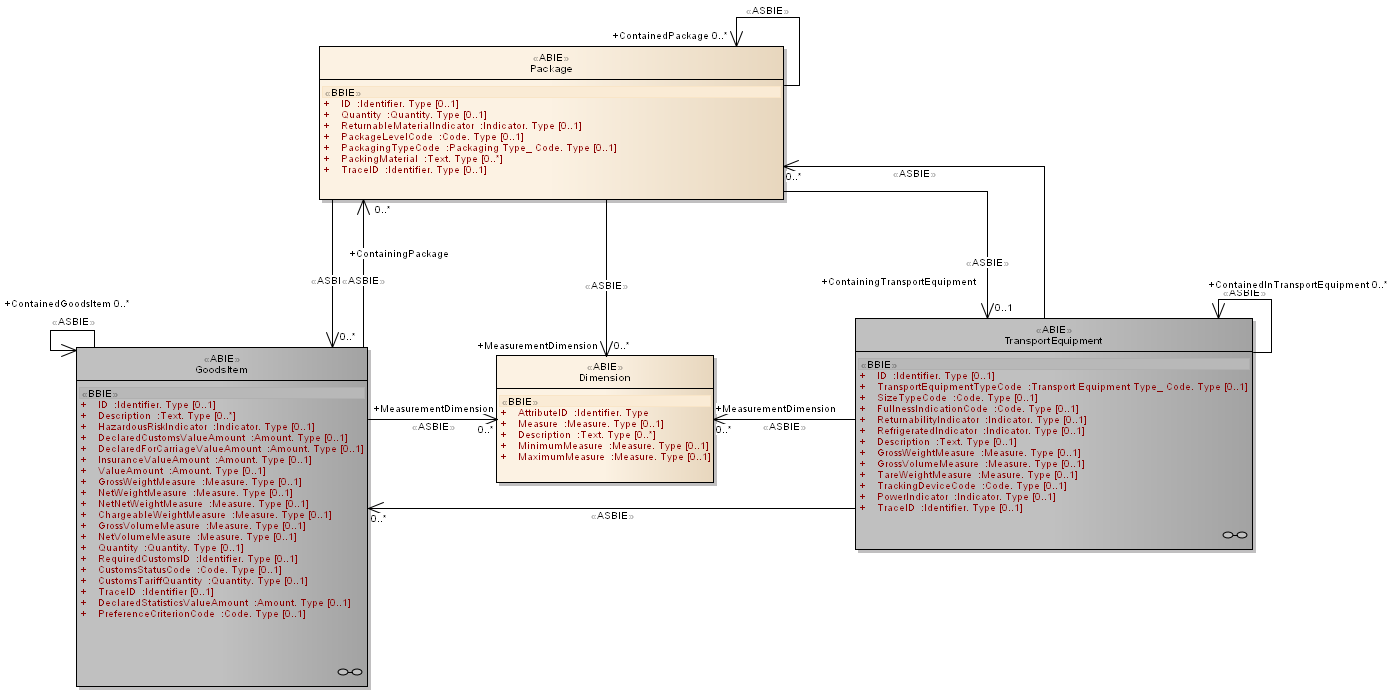 «ASBIE»
+ContainedPackage 0..*
«ABIE»
Package
«BBIE»
+ ID :Identifier. Type [0..1]
+ Quantity :Quantity. Type [0..1]
+ ReturnableMaterialIndicator :Indicator. Type [0..1]
+ PackageLevelCode :Code. Type [0..1]
+ PackagingTypeCode :Packaging Type_ Code. Type [0..1]
+ PackingMaterial :Text. Type [0..*]
+ TraceID :Identifier. Type [0..1]
0..*
«ASBIE»
0..*
+ContainingPackage
«ASBI
«ASBIE»
0..*
«ASBIE»
+MeasurementDimension 0..*
«ASBIE»
+ContainingTransportEquipment
0..1
+ContainedInTransportEquipment 0..*
«ASBIE»
+ContainedGoodsItem 0..*
«ASBIE»
«ABIE»
GoodsItem
«BBIE»
+ ID :Identifier. Type [0..1]
+ Description :Text. Type [0..*]
+ HazardousRiskIndicator :Indicator. Type [0..1]
+ DeclaredCustomsValueAmount :Amount. Type [0..1]
+ DeclaredForCarriageValueAmount :Amount. Type [0..1]
+ InsuranceValueAmount :Amount. Type [0..1]
+ ValueAmount :Amount. Type [0..1]
+ GrossWeightMeasure :Measure. Type [0..1]
+ NetWeightMeasure :Measure. Type [0..1]
+ NetNetWeightMeasure :Measure. Type [0..1]
+ ChargeableWeightMeasure :Measure. Type [0..1]
+ GrossVolumeMeasure :Measure. Type [0..1]
+ NetVolumeMeasure :Measure. Type [0..1]
+ Quantity :Quantity. Type [0..1]
+ RequiredCustomsID :Identifier. Type [0..1]
+ CustomsStatusCode :Code. Type [0..1]
+ CustomsTariffQuantity :Quantity. Type [0..1]
+ TraceID :Identifier [0..1]
+ DeclaredStatisticsValueAmount :Amount. Type [0..1]
+ PreferenceCriterionCode :Code. Type [0..1]
+MeasurementDimension
«ASBIE»
0..*
«ABIE»
Dimension
«BBIE»
+ AttributeID :Identifier. Type
+ Measure :Measure. Type [0..1]
+ Description :Text. Type [0..*]
+ MinimumMeasure :Measure. Type [0..1]
+ MaximumMeasure :Measure. Type [0..1]
+MeasurementDimension
0..*
«ASBIE»
0..*
«ASBIE»
«ABIE»
TransportEquipment
«BBIE»
+ ID :Identifier. Type [0..1]
+ TransportEquipmentTypeCode :Transport Equipment Type_ Code. Type [0..1]
+ SizeTypeCode :Code. Type [0..1]
+ FullnessIndicationCode :Code. Type [0..1]
+ ReturnabilityIndicator :Indicator. Type [0..1]
+ RefrigeratedIndicator :Indicator. Type [0..1]
+ Description :Text. Type [0..1]
+ GrossWeightMeasure :Measure. Type [0..1]
+ GrossVolumeMeasure :Measure. Type [0..1]
+ TareWeightMeasure :Measure. Type [0..1]
+ TrackingDeviceCode :Code. Type [0..1]
+ PowerIndicator :Indicator. Type [0..1]
+ TraceID :Identifier. Type [0..1]